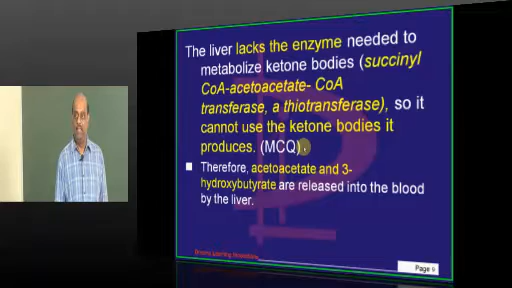 The liver lacks the enzyme needed to
metabolize ketone bodies (succinyl
CoA-acetoacetate- CoA
transferase, a thiotransferase), so it
cannot use the ketone bodies it
produces. (MCQ).
Therefore, acetoacetate and 3-
hydroxybutyrate are released into the blood
by the liver.
Page 9